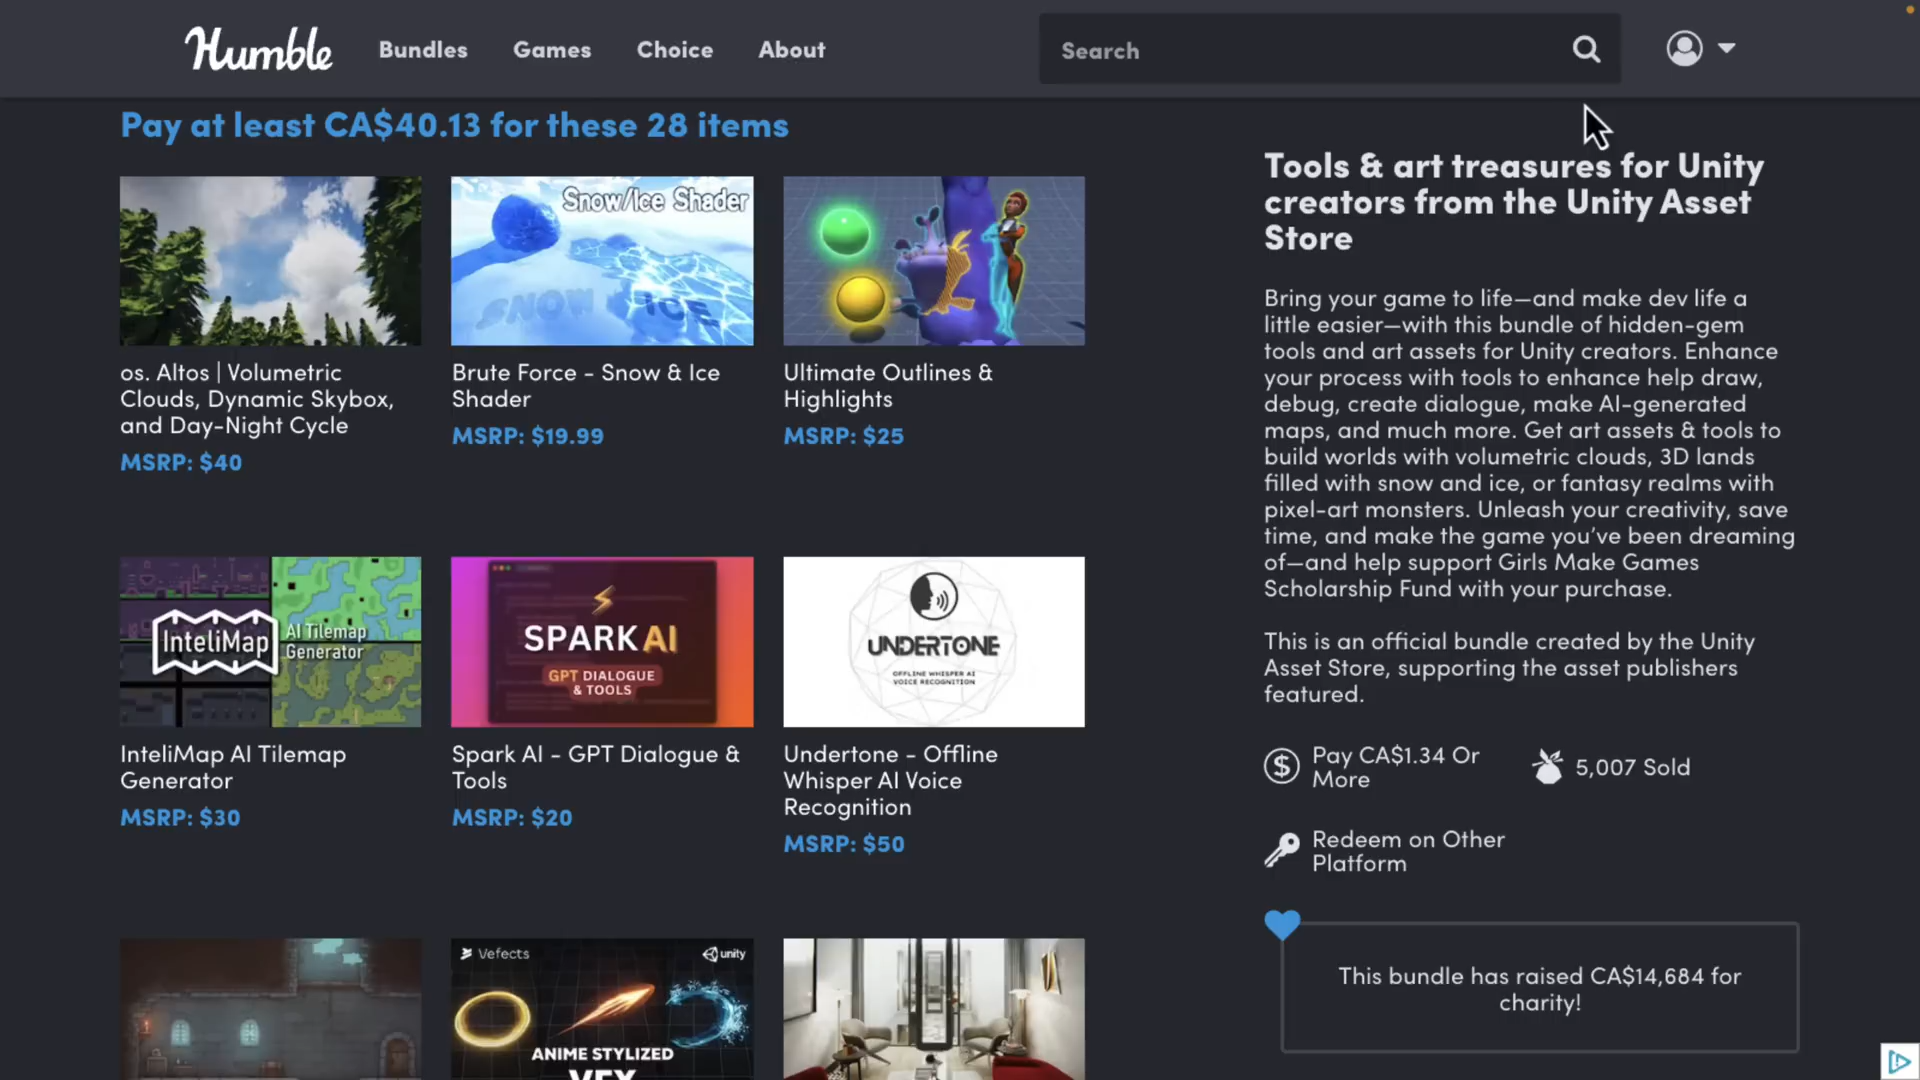 Humble
Bundles
Games
Choice
About
Search
Pay at least CA$40.13 for these 28 items
Snow/Ice Shader
SNOW ICE
os. Altos | Volumetric
Clouds, Dynamic Skybox,
and Day-Night Cycle
MSRP: $40
Brute Force - Snow & Ice
Shader
MSRP: $19.99
Ultimate Outlines &
Highlights
MSRP: $25
InteliMap
AI Tilemap
Generator
SPARK AI
GPT DIALOGUE
& TOOLS
UNDERTONE
OFFLINE WHISPER AI
VOICE RECOGNITION
InteliMap AI Tilemap
Generator
MSRP: $30
Spark AI - GPT Dialogue &
Tools
MSRP: $20
Undertone - Offline
Whisper AI Voice
Recognition
MSRP: $50
Vefects
unity
ANIME STYLIZED
VFX
Tools & art treasures for Unity
creators from the Unity Asset
Store
Bring your game to life—and make dev life a
little easier—with this bundle of hidden-gem
tools and art assets for Unity creators. Enhance
your process with tools to enhance help draw,
debug, create dialogue, make AI-generated
maps, and much more. Get art assets & tools to
build worlds with volumetric clouds, 3D lands
filled with snow and ice, or fantasy realms with
pixel-art monsters. Unleash your creativity, save
time, and make the game you’ve been dreaming
of—and help support Girls Make Games
Scholarship Fund with your purchase.
This is an official bundle created by the Unity
Asset Store, supporting the asset publishers
featured.
Pay CA$1.34 Or
More
5,007 Sold
Redeem on Other
Platform
This bundle has raised CA$14,684 for
charity!